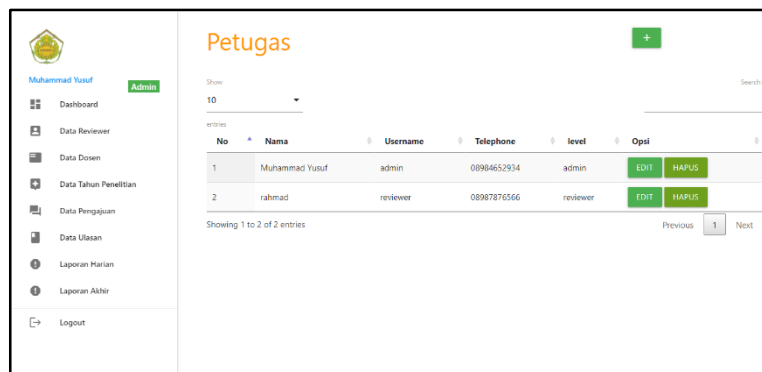 Petugas
+
Muhammad Yusuf
Admin
Dashboard
Data Reviewer
Data Dosen
Data Tahun Penelitian
Data Pengajuan
Data Ulasan
Laporan Harian
Laporan Akhir
Logout
Show
10
entries
Search
No Nama Username Telephone level Opsi
1 Muhammad Yusuf admin 08984652934 admin EDIT HAPUS
2 rahmad reviewer 08987876566 reviewer EDIT HAPUS
Showing 1 to 2 of 2 entries
Previous 1 Next